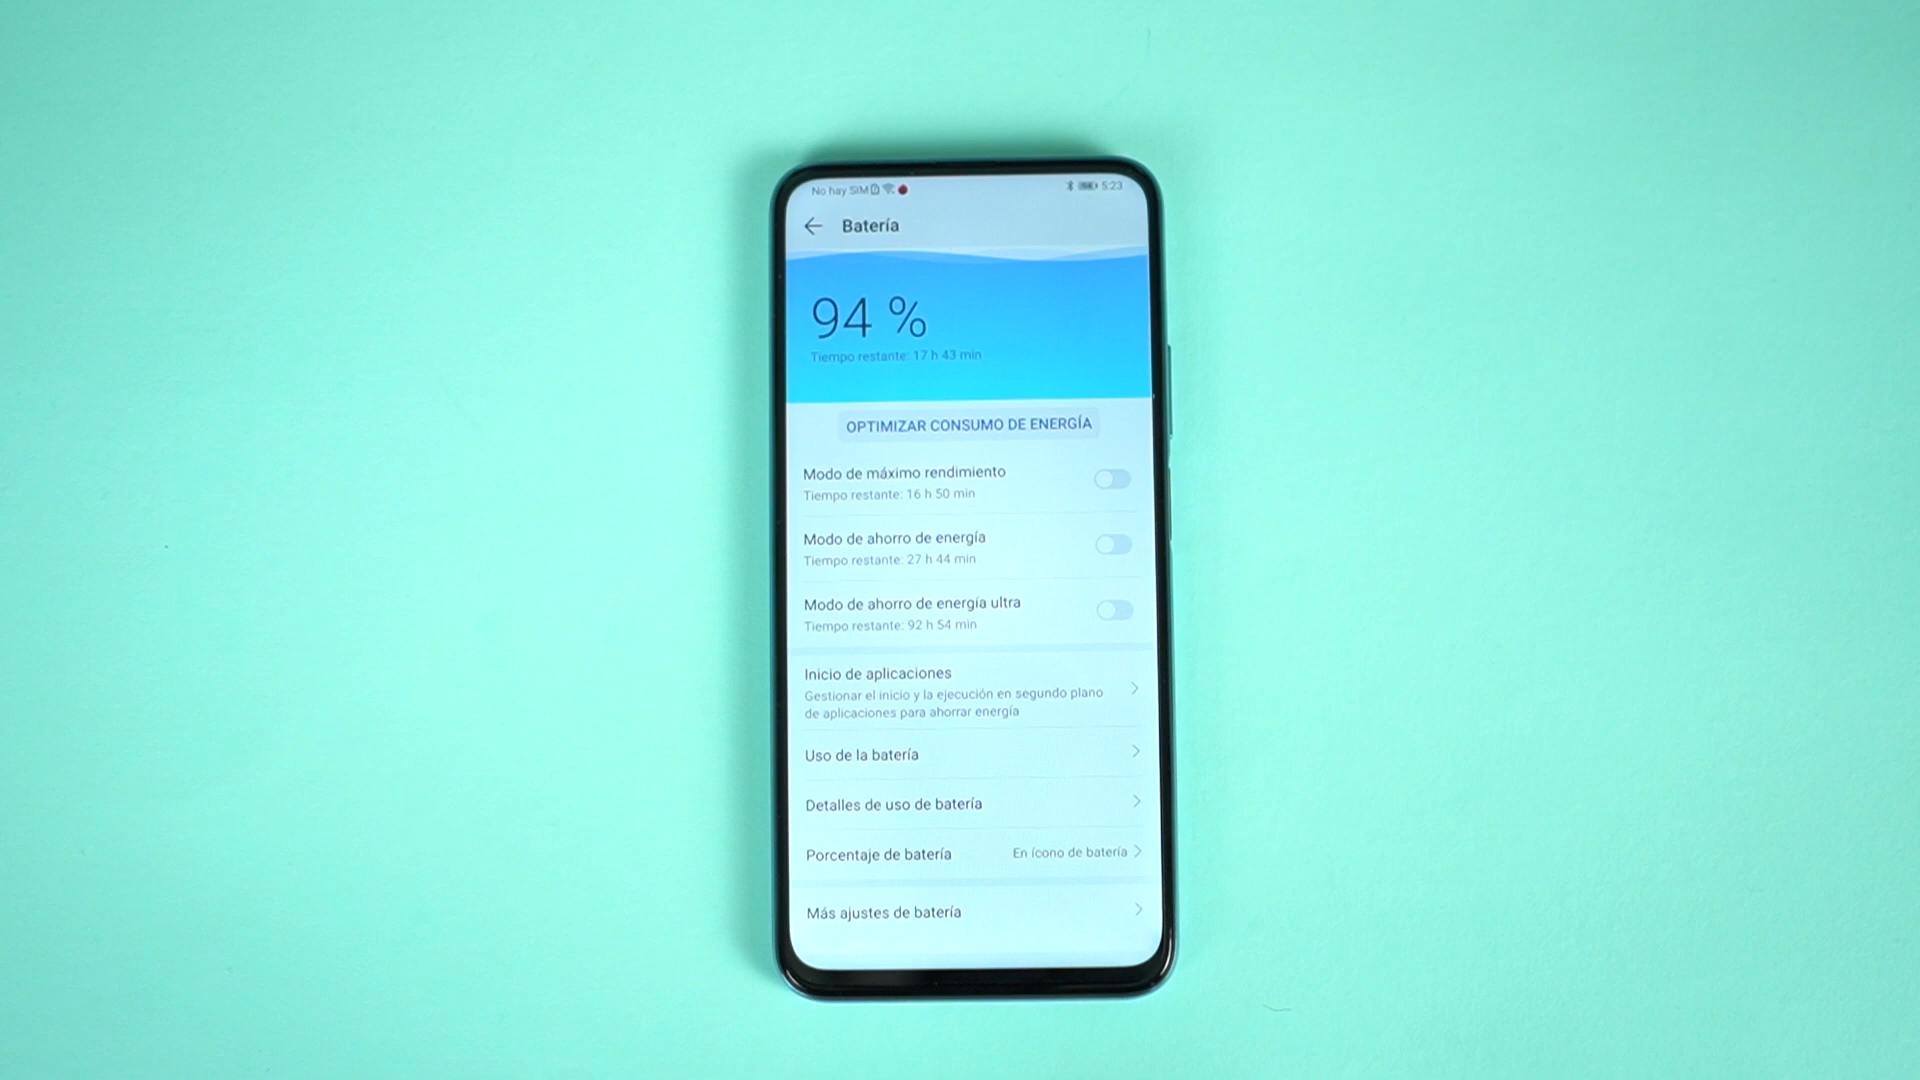 No hay SIM
5:23
Batería
94 %
Tiempo restante: 17 h 43 min
OPTIMIZAR CONSUMO DE ENERGÍA
Modo de máximo rendimiento
Tiempo restante: 16 h 50 min
Modo de ahorro de energía
Tiempo restante: 27 h 44 min
Modo de ahorro de energía ultra
Tiempo restante: 92 h 54 min
Inicio de aplicaciones
Gestionar el inicio y la ejecución en segundo plano
de aplicaciones para ahorrar energía
Uso de la batería
Detalles de uso de batería
Porcentaje de batería
En ícono de batería
Más ajustes de batería